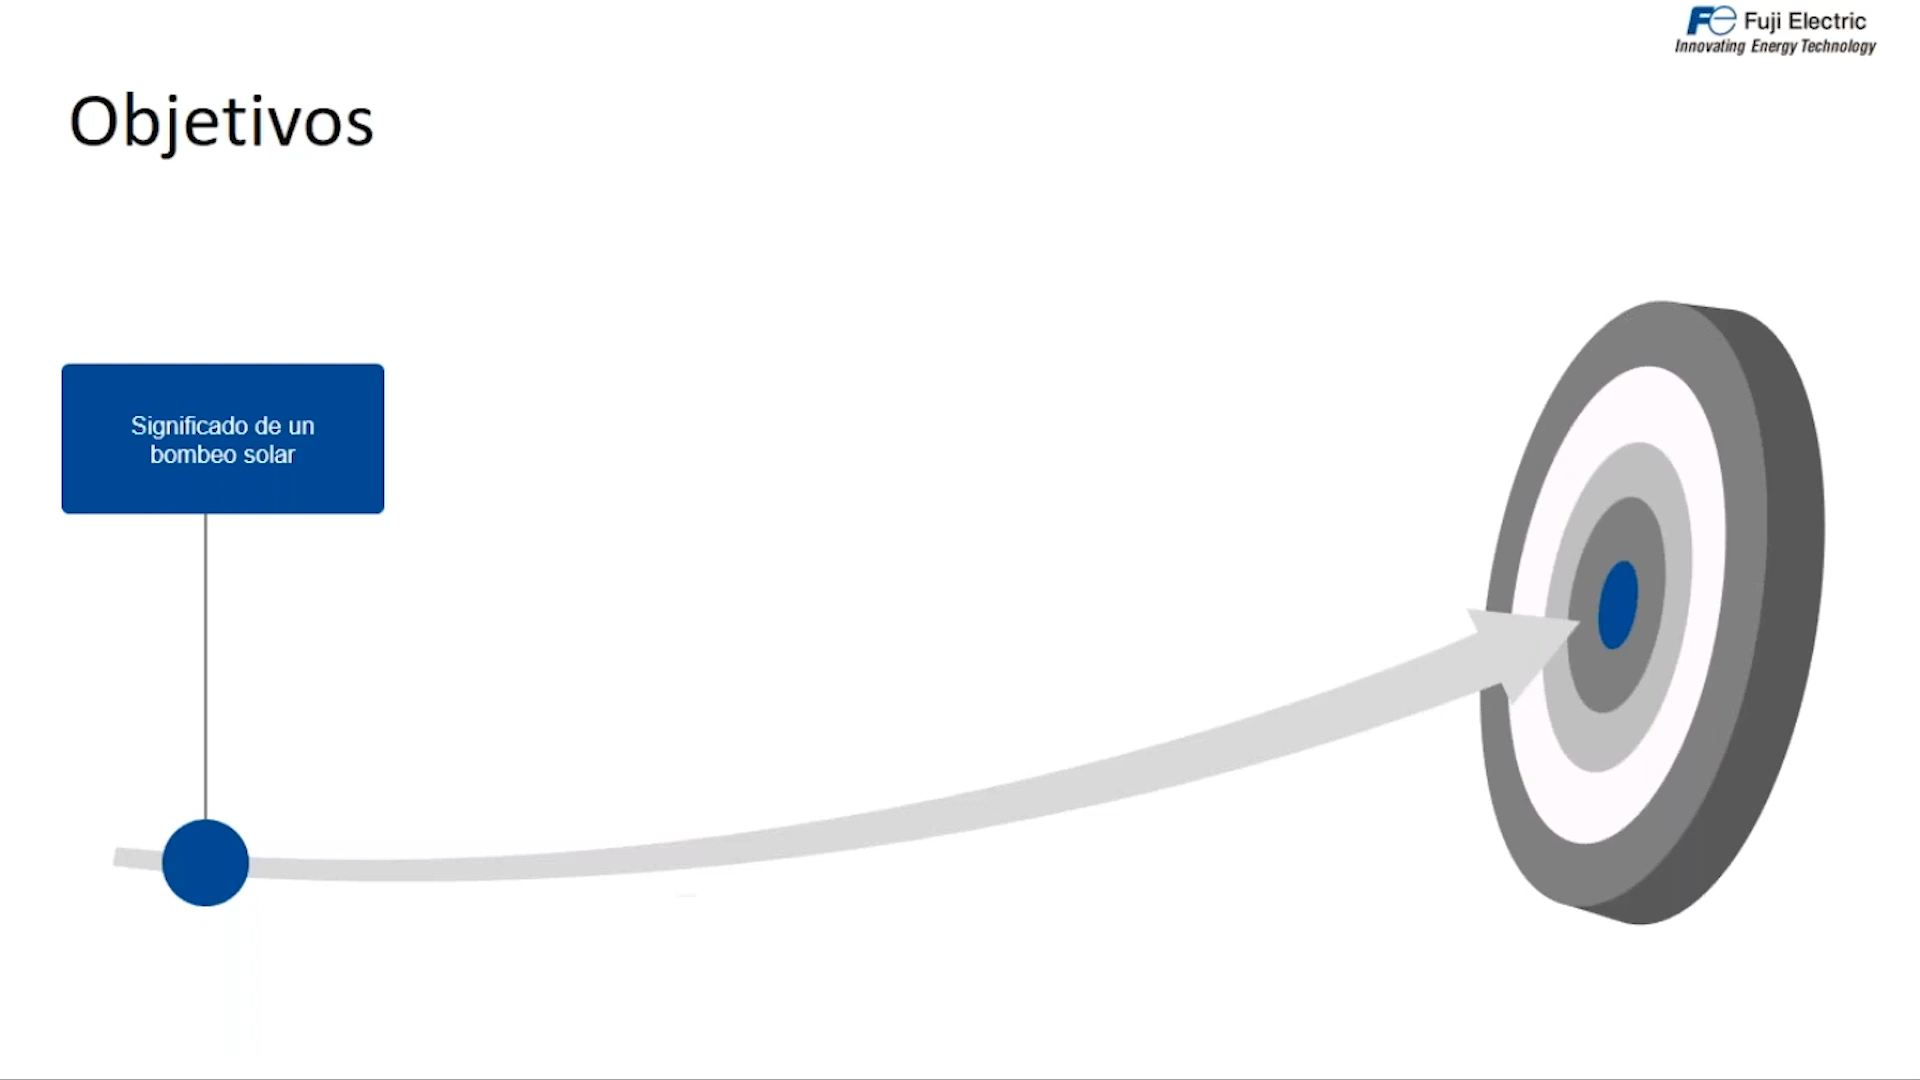 Fuji Electric
Innovating Energy Technology
Objetivos
Significado de un
bombeo solar